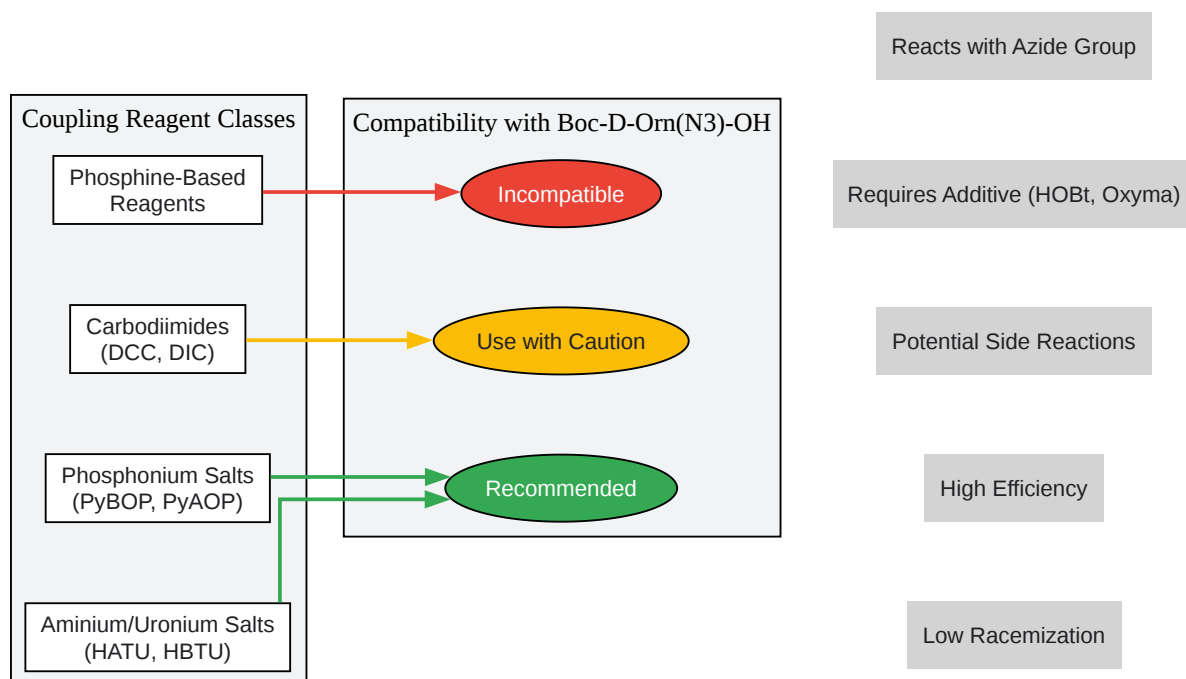 Coupling Reagent Classes
Phosphine-Based
Reagents
Carbodiimides
(DCC, DIC)
Phosphonium Salts
(PyBOP, PyAOP)
Aminium/Uronium Salts
(HATU, HBTU)
Compatibility with Boc-D-Orn(N3)-OH
Incompatible
Use with Caution
Recommended
Reacts with Azide Group
Requires Additive (HOBt, Oxyma)
Potential Side Reactions
High Efficiency
Low Racemization